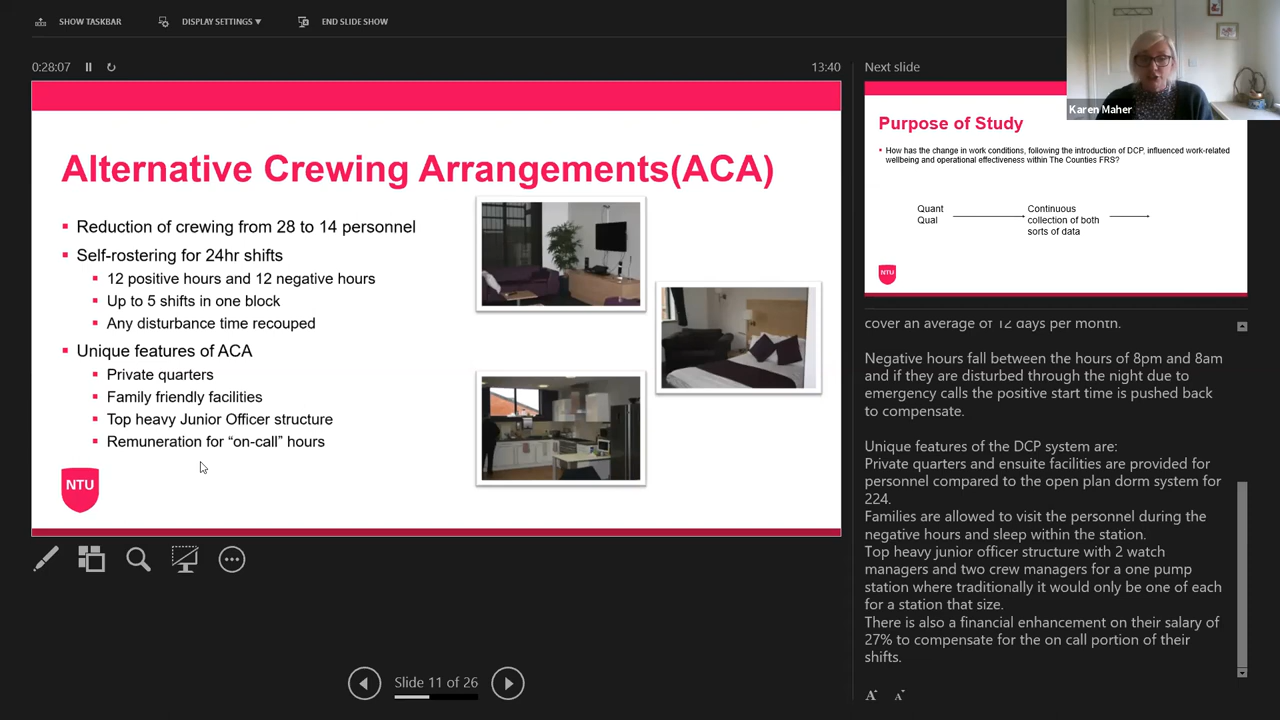 SHOW TASKBAR
DISPLAY SETTINGS
END SLIDE SHOW
0:28:07
13:40
Alternative Crewing Arrangements(ACA)
Reduction of crewing from 28 to 14 personnel
Self-rostering for 24hr shifts
12 positive hours and 12 negative hours
Up to 5 shifts in one block
Any disturbance time recouped
Unique features of ACA
Private quarters
Family friendly facilities
Top heavy Junior Officer structure
Remuneration for “on-call” hours
NTU
Slide 11 of 26
Next slide
Karen Maher
Purpose of Study
How has the change in work conditions, following the introduction of DCP, influenced work-related
wellbeing and operational effectiveness within The Counties FRS?
Quant
Qual
Continuous
collection of both
sorts of data
NTU
cover an average of 12 days per month.
Negative hours fall between the hours of 8pm and 8am
and if they are disturbed through the night due to
emergency calls the positive start time is pushed back
to compensate.
Unique features of the DCP system are:
Private quarters and ensuite facilities are provided for
personnel compared to the open plan dorm system for
224.
Families are allowed to visit the personnel during the
negative hours and sleep within the station.
Top heavy junior officer structure with 2 watch
managers and two crew managers for a one pump
station where traditionally it would only be one of each
for a station that size.
There is also a financial enhancement on their salary of
27% to compensate for the on call portion of their
shifts.
A A